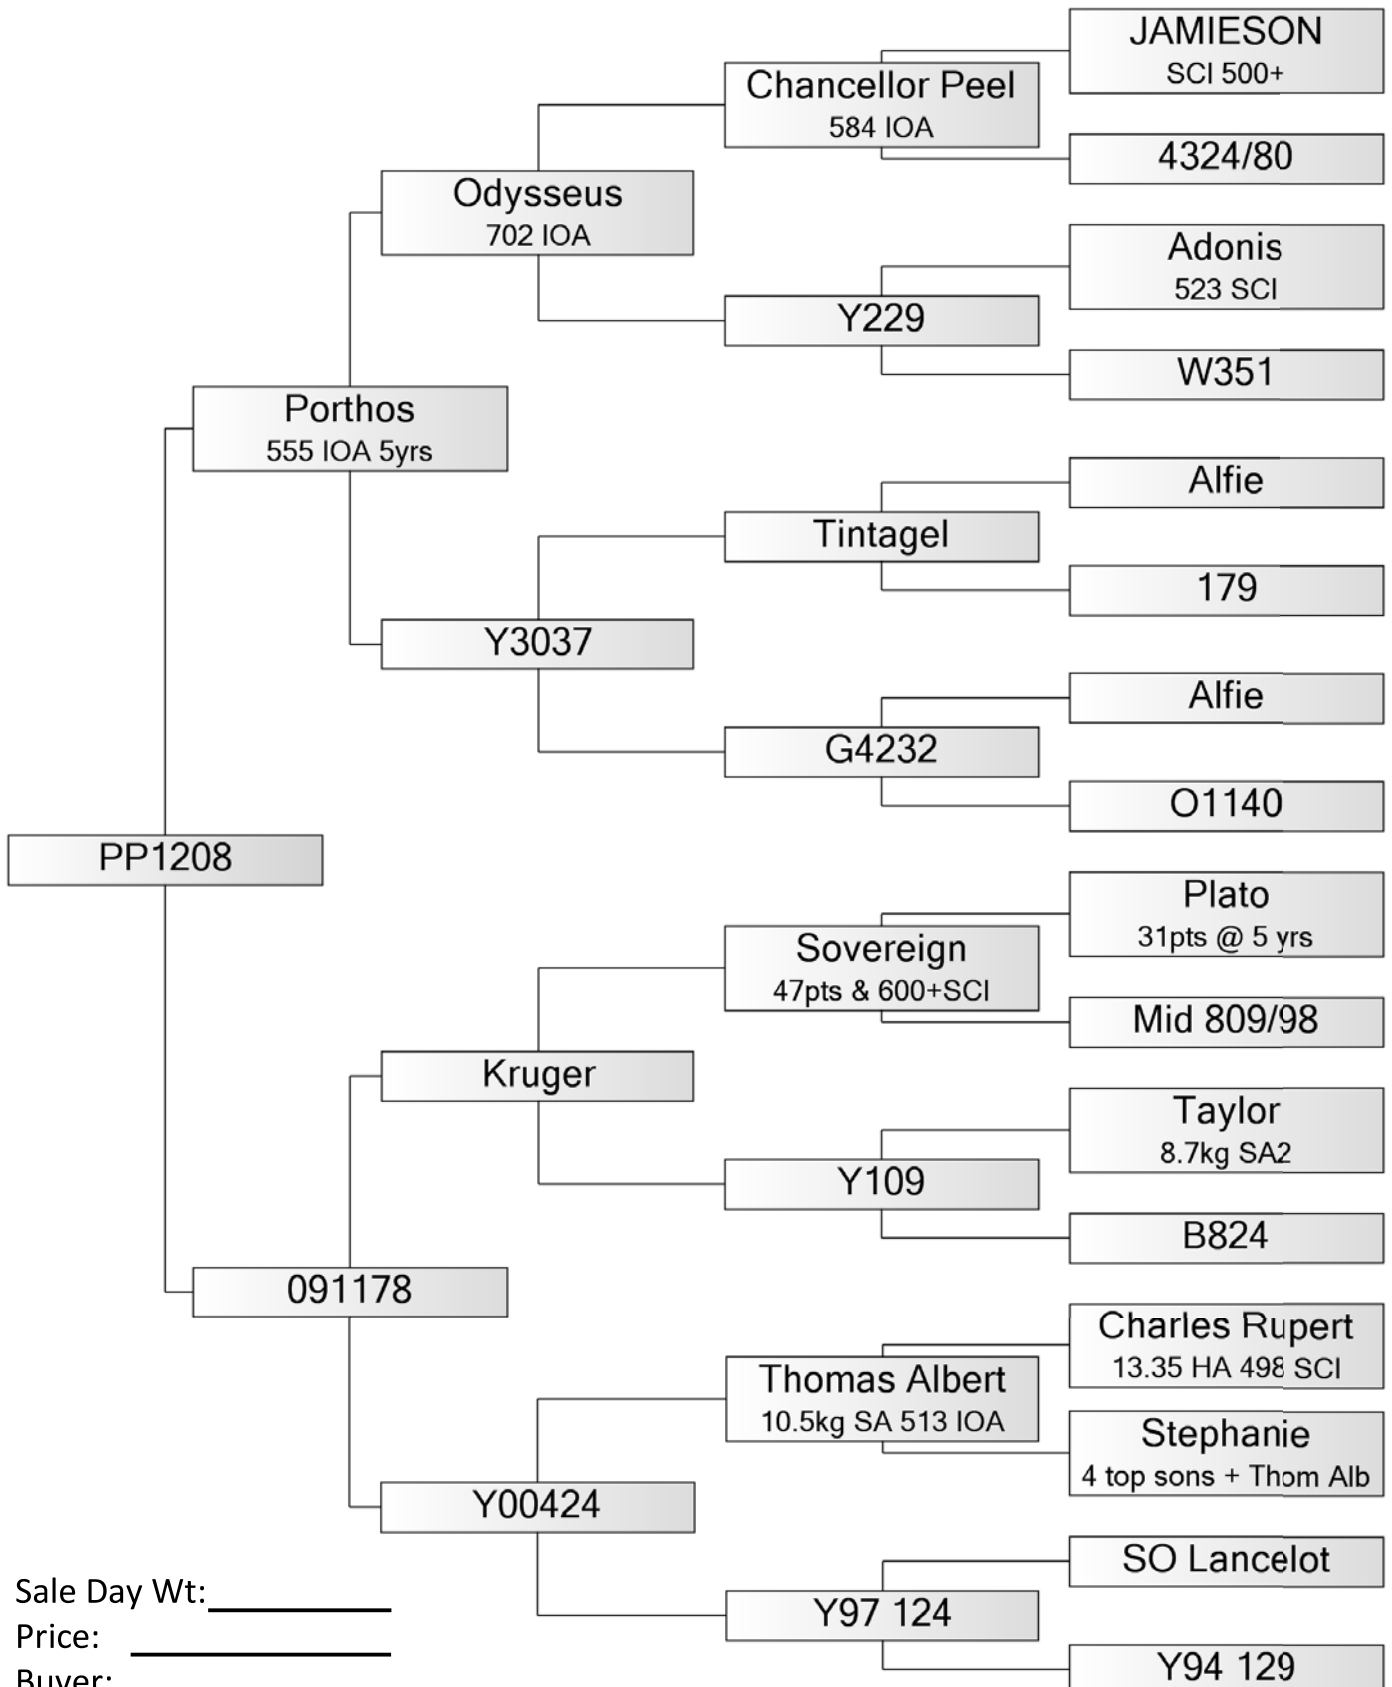 JAMIESON
SCI 500+
Chancellor Peel
584 IOA
4324/80
Odysseus
702 IOA
Adonis
523 SCI
Y229
W351
Porthos
555 IOA 5yrs
Alfie
Tintagel
179
Y3037
Alfie
G4232
O1140
PP1208
Plato
31pts @ 5 yrs
Sovereign
47pts & 600+SCI
Mid 809/98
Kruger
Taylor
8.7kg SA2
Y109
B824
091178
Charles Rupert
13.35 HA 498 SCI
Thomas Albert
10.5kg SA 513 IOA
Stephanie
4 top sons + Thom Alb
Y00424
SO Lancelot
Y97 124
Y94 129
Sale Day Wt:
Price:
Buyer: